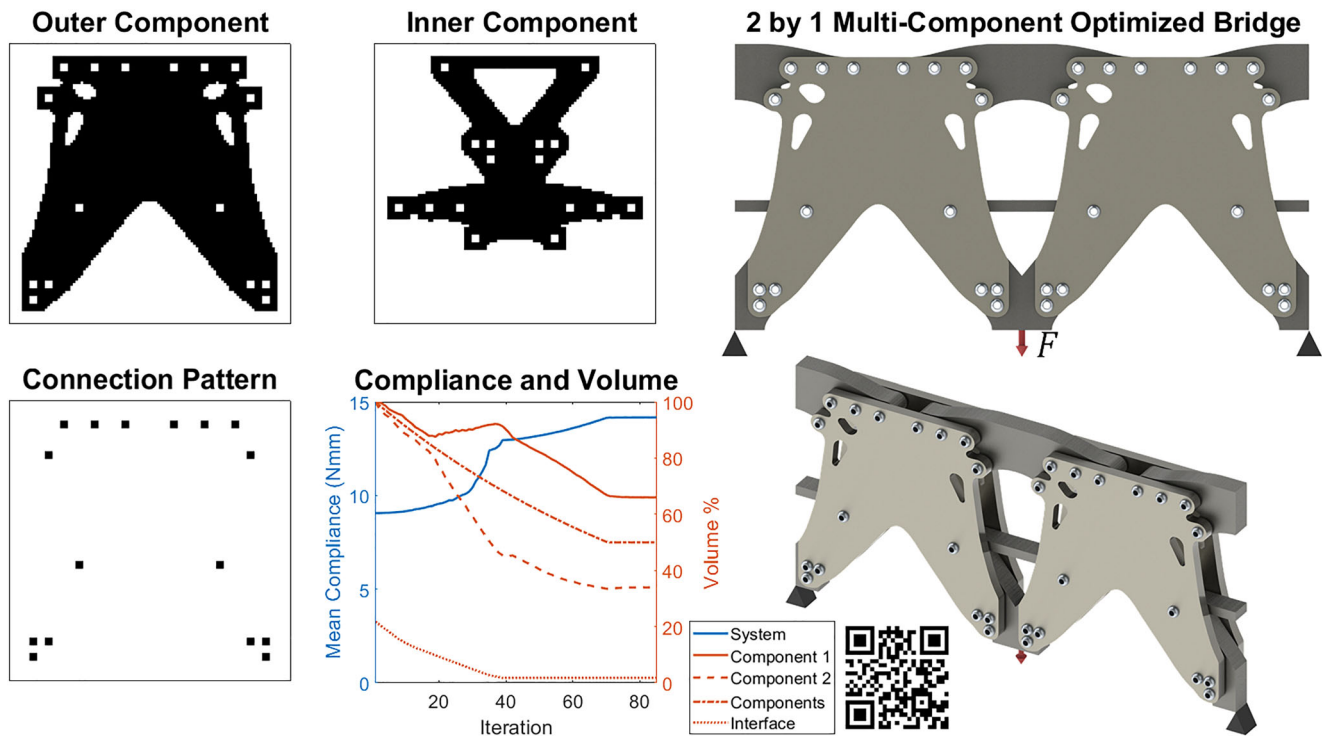 Outer Component
Inner Component
2 by 1 Multi-Component Optimized Bridge
F
Connection Pattern
Compliance and Volume
Mean Compliance (Nmm)
15
10
5
0
20
40
60
80
Iteration
100
80
60
40
20
0
Volume %
System
Component 1
Component 2
Components
Interface